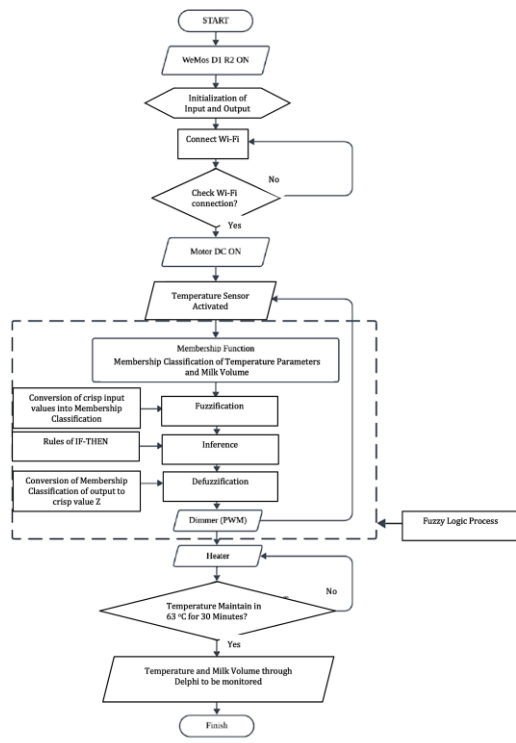 START
WeMos D1 R2 ON
Initialization of
Input and Output
Connect Wi-Fi
No
Check Wi-Fi
connection?
Yes
Motor DC ON
Temperature Sensor
Activated
Membership Function
Membership Classification of Temperature Parameters
and Milk Volume
Conversion of crisp input
values into Membership
Classification
Fuzzification
Rules of IF-THEN
Inference
Conversion of Membership
Classification of output to
crisp value Z
Defuzzification
Dimmer (PWM)
Fuzzy Logic Process
Heater
No
Temperature Maintain in
63 °C for 30 Minutes?
Yes
Temperature and Milk Volume through
Delphi to be monitored
Finish